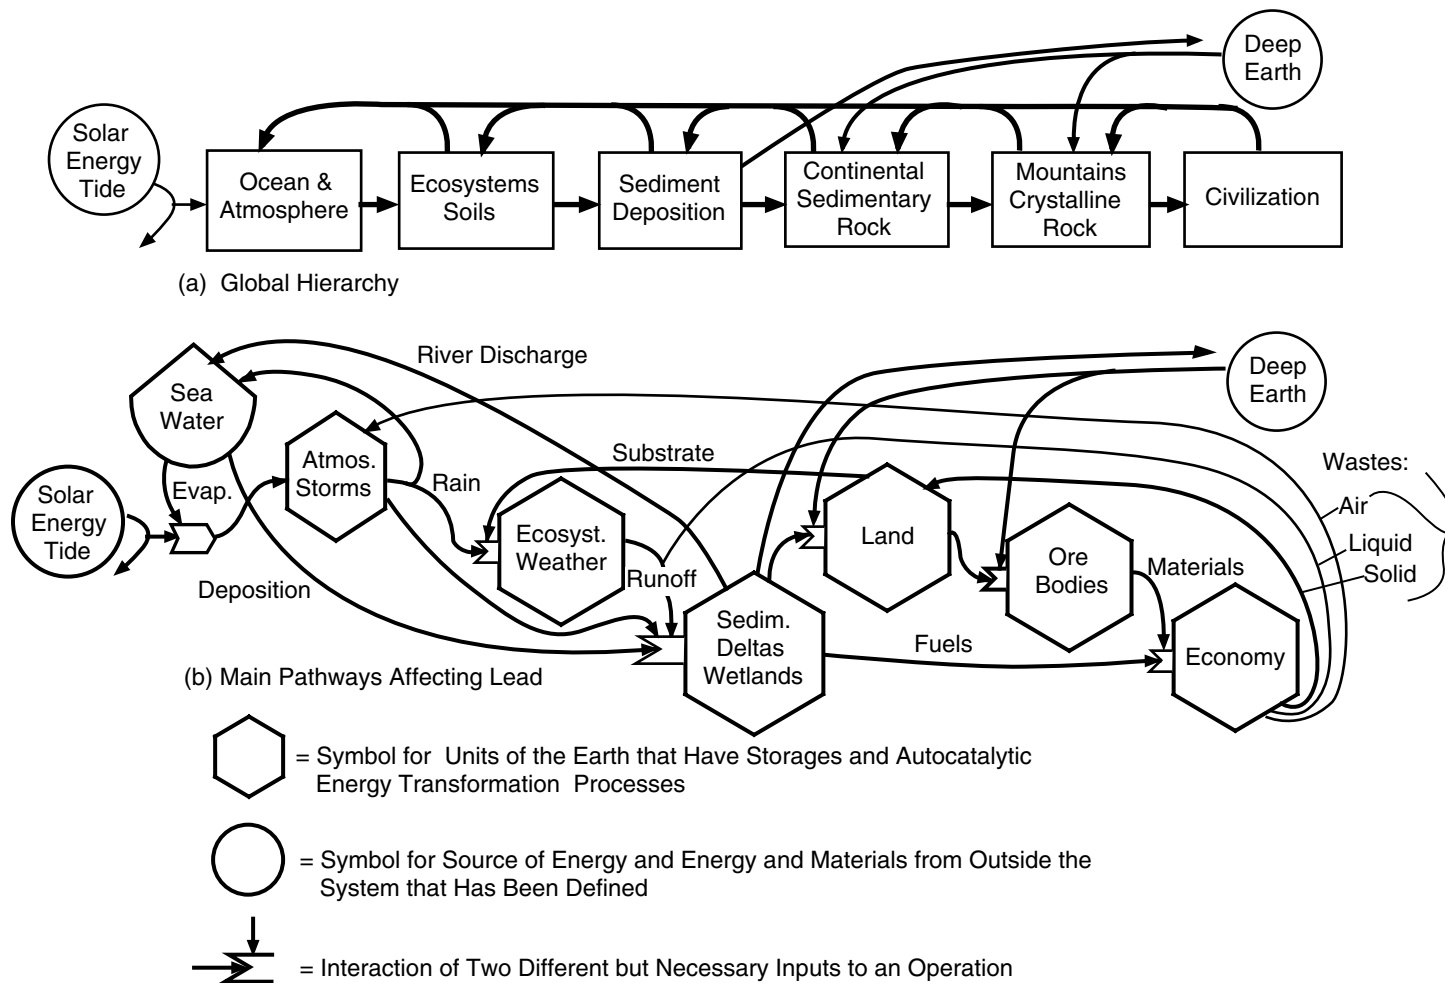 Solar
Energy
Tide
Ocean &
Atmosphere
Ecosystems
Soils
Sediment
Deposition
Continental
Sedimentary
Rock
Mountains
Crystalline
Rock
Civilization
Deep
Earth
(a) Global Hierarchy
Sea
Water
River Discharge
Deep
Earth
Solar
Energy
Tide
Evap.
Atmos.
Storms
Rain
Substrate
Ecosyst.
Weather
Runoff
Land
Ore
Bodies
Materials
Wastes:
Air
Liquid
Solid
Deposition
Sedim.
Deltas
Wetlands
Fuels
Economy
(b) Main Pathways Affecting Lead
= Symbol for Units of the Earth that Have Storages and Autocatalytic
Energy Transformation Processes
= Symbol for Source of Energy and Energy and Materials from Outside the
System that Has Been Defined
= Interaction of Two Different but Necessary Inputs to an Operation